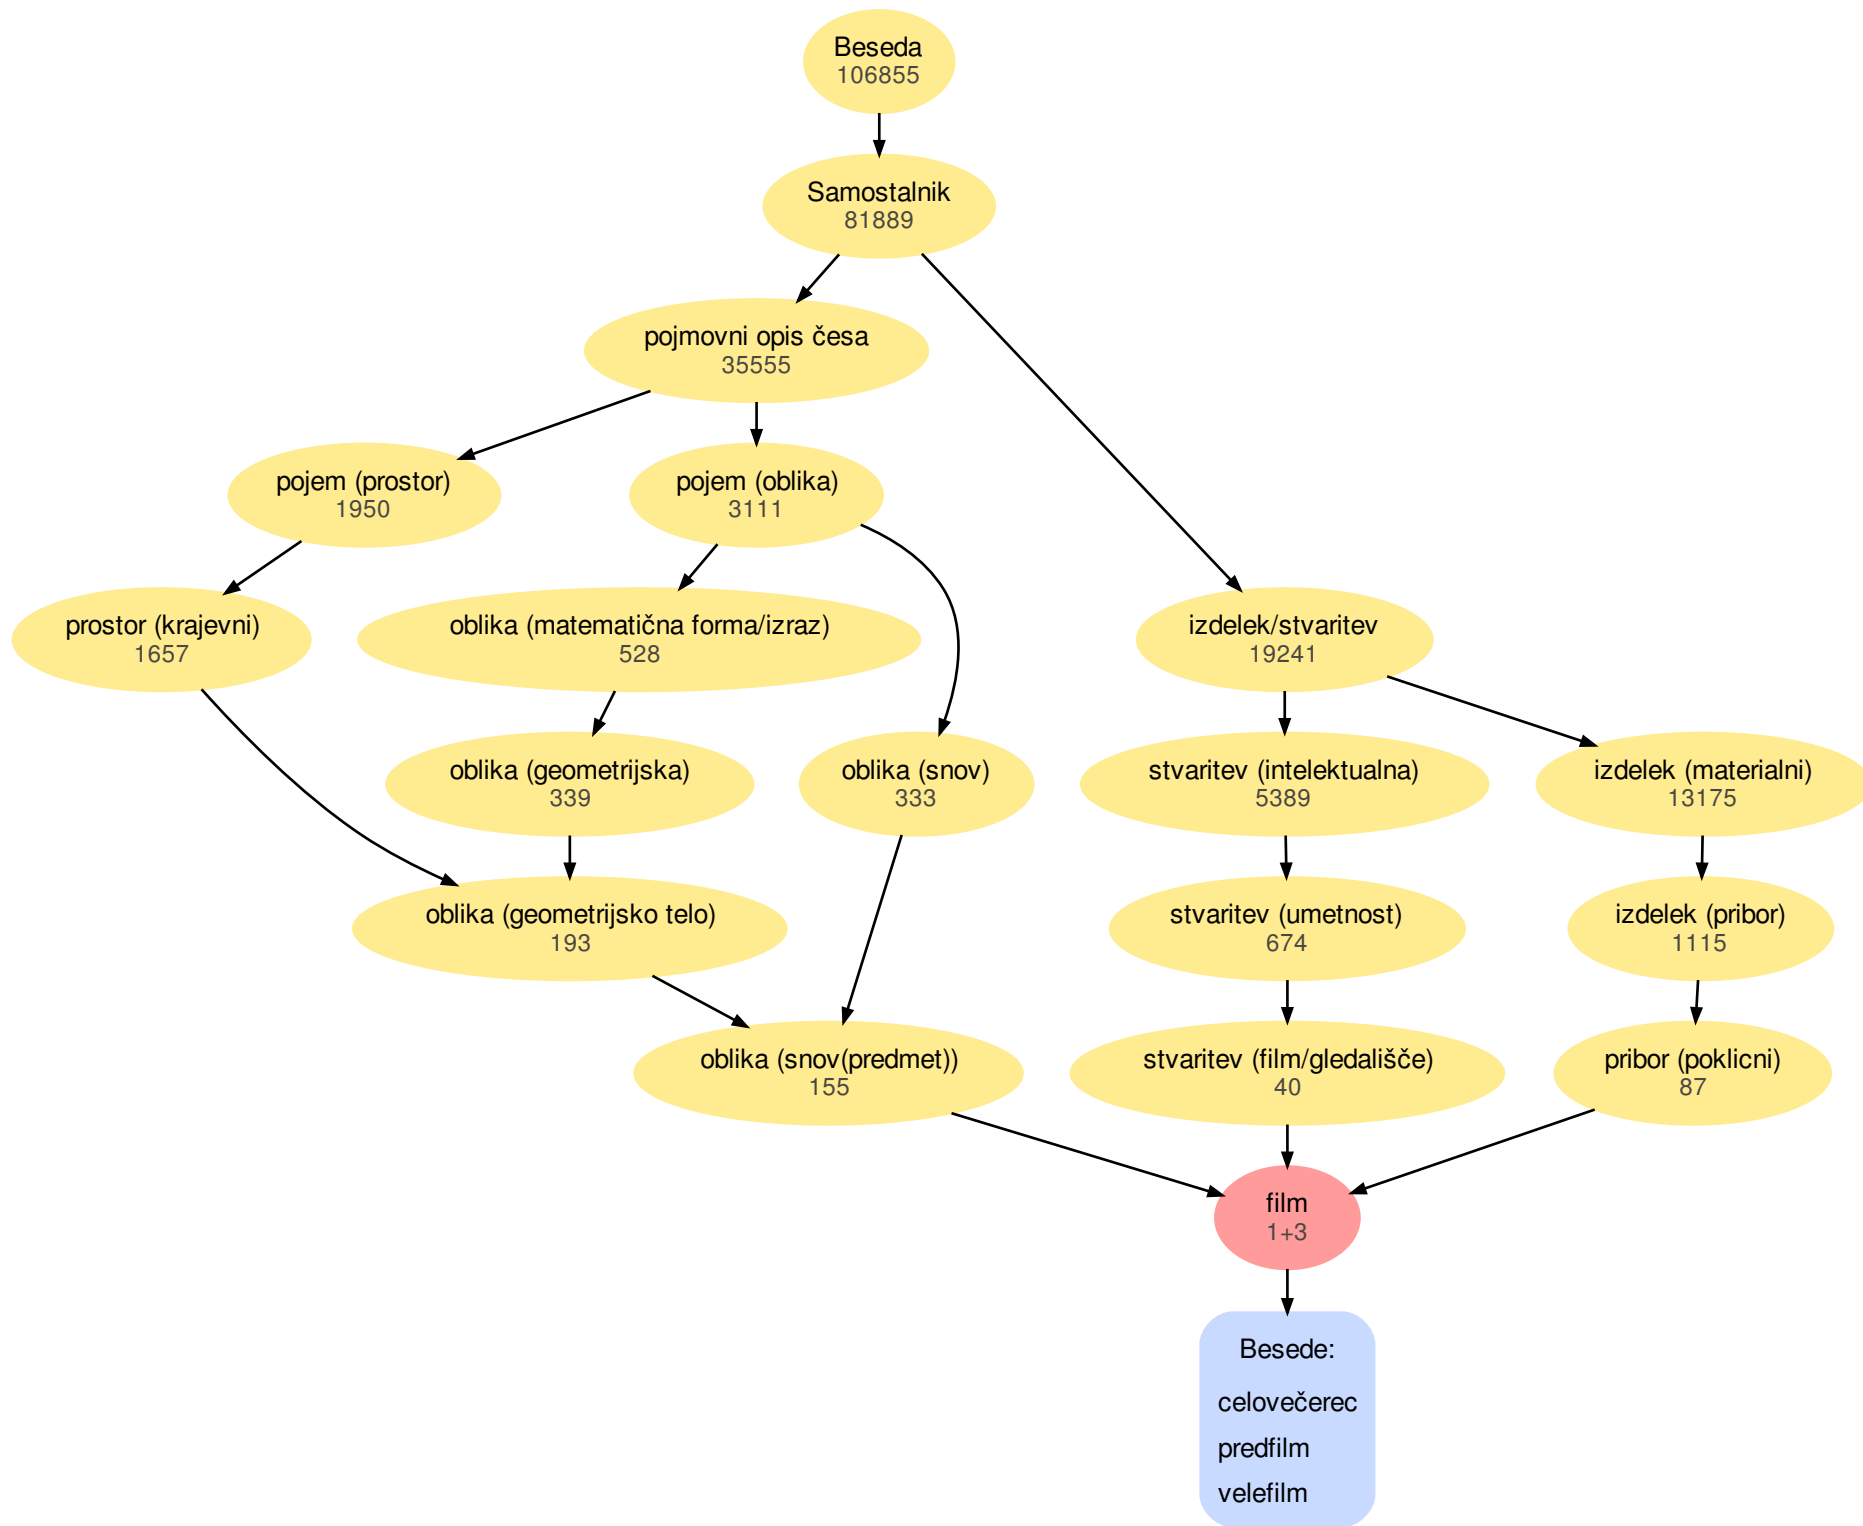 Beseda
106855
Samostalnik
81889
pojmovni opis česa
35555
pojem (prostor)
1950
pojem (oblika)
3111
prostor (krajevni)
1657
oblika (matematična forma/izraz)
528
izdelek/stvaritev
19241
oblika (geometrijska)
339
oblika (snov)
333
stvaritev (intelektualna)
5389
izdelek (materialni)
13175
oblika (geometrijsko telo)
193
stvaritev (umetnost)
674
izdelek (pribor)
1115
oblika (snov(predmet))
155
stvaritev (film/gledališče)
40
pribor (poklicni)
87
film
1+3
Besede:
celovečerec
predfilm
velefilm